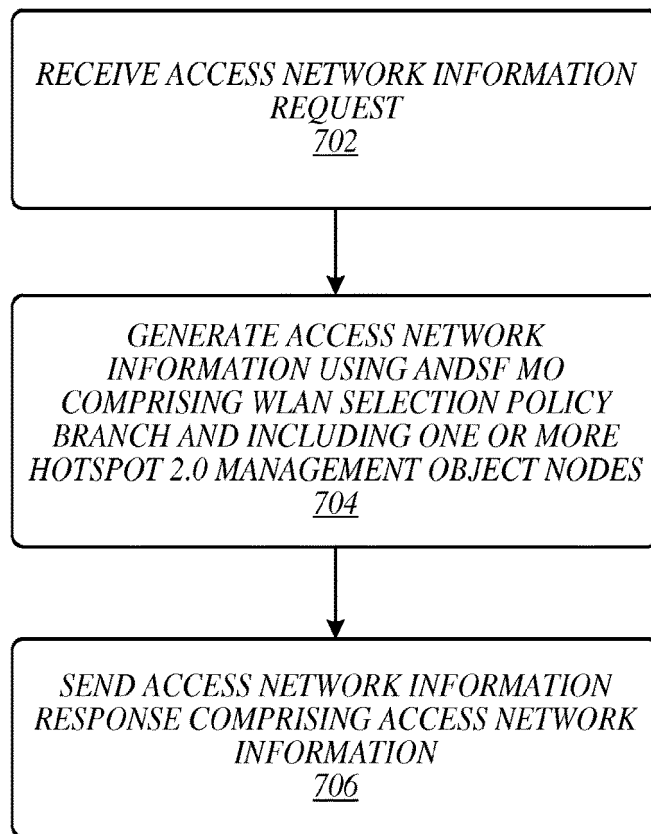 RECEIVE ACCESS NETWORK INFORMATION
REQUEST
702
GENERATE ACCESS NETWORK
INFORMATION USING ANDSF MO
COMPRISING WLAN SELECTION POLICY
BRANCH AND INCLUDING ONE OR MORE
HOTSPOT 2.0 MANAGEMENT OBJECT NODES
704
SEND ACCESS NETWORK INFORMATION
RESPONSE COMPRISING ACCESS NETWORK
INFORMATION
706